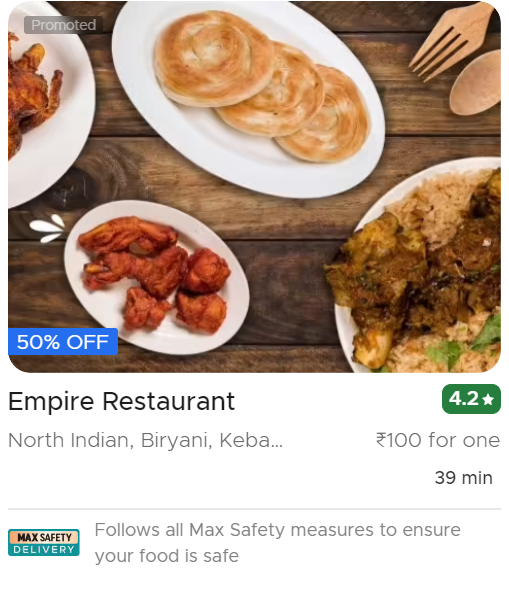 Promoted
50% OFF
Empire Restaurant
4.2★
North Indian, Biryani, Keba...
₹100 for one
39 min
MAX SAFETY
DELIVERY
Follows all Max Safety measures to ensure
your food is safe